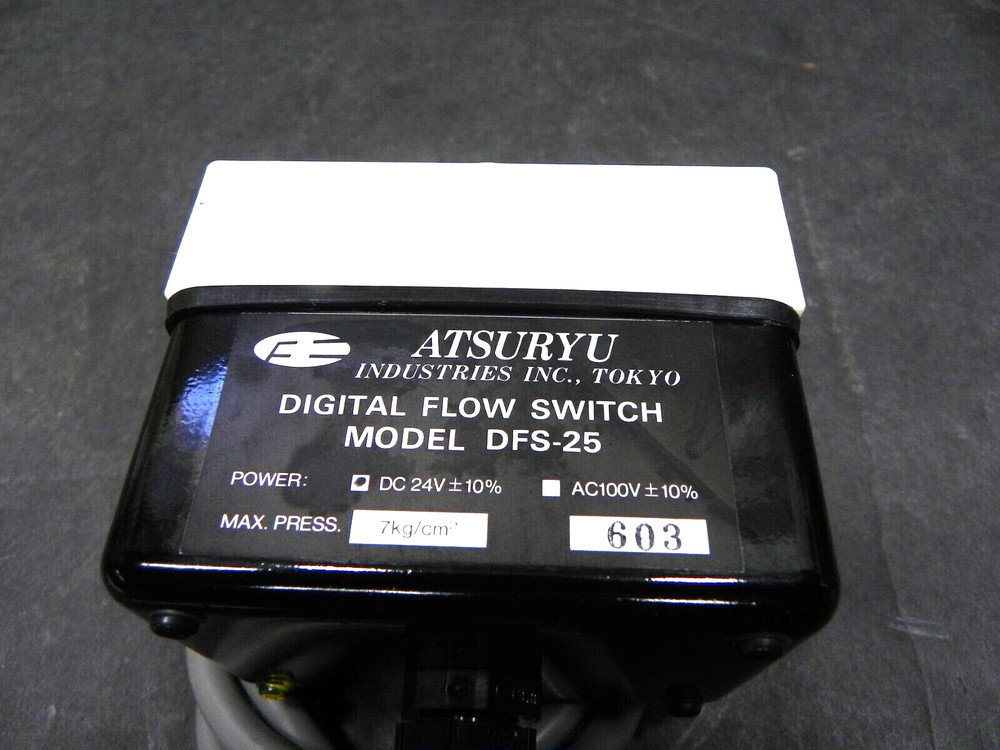 ATSURYU
INDUSTRIES INC., TOKYO
DIGITAL FLOW SWITCH
MODEL DFS-25
POWER: DC 24V±10% AC100V±10%
MAX. PRESS. 7kg/cm² 603